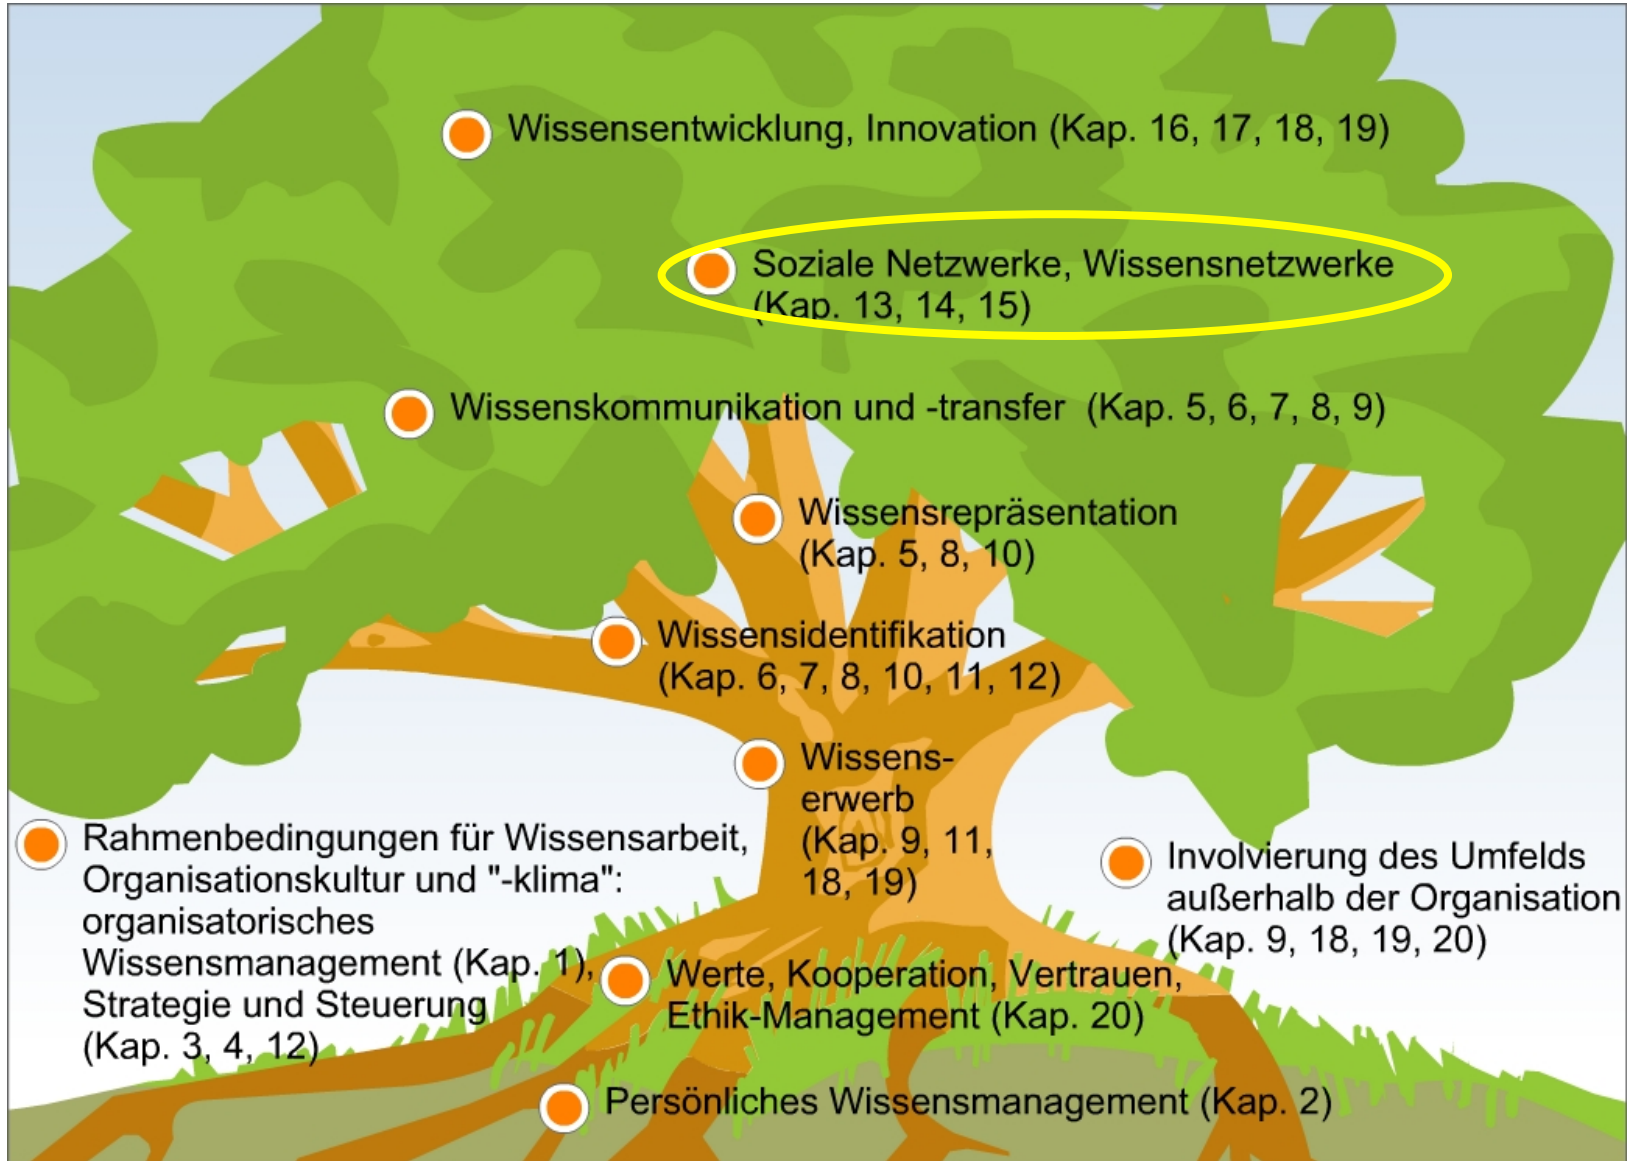 Wissensentwicklung, Innovation (Kap. 16, 17, 18, 19)
Soziale Netzwerke, Wissensnetzwerke
(Kap. 13, 14, 15)
Wissenskommunikation und -transfer (Kap. 5, 6, 7, 8, 9)
Wissensrepräsentation
(Kap. 5, 8, 10)
Wissensidentifikation
(Kap. 6, 7, 8, 10, 11, 12)
Wissens-
erwerb
(Kap. 9, 11,
18, 19)
Rahmenbedingungen für Wissensarbeit,
Organisationskultur und "-klima":
organisatorisches
Wissensmanagement (Kap. 1),
Strategie und Steuerung
(Kap. 3, 4, 12)
Involvierung des Umfelds
außerhalb der Organisation
(Kap. 9, 18, 19, 20)
Werte, Kooperation, Vertrauen,
Ethik-Management (Kap. 20)
Persönliches Wissensmanagement (Kap. 2)